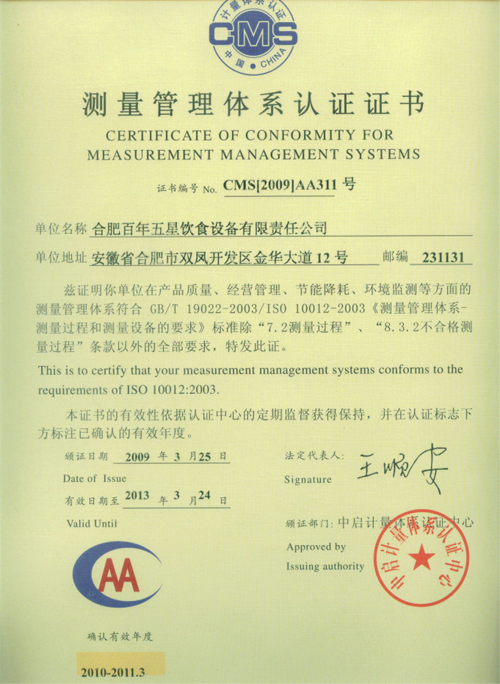 计量体系认证
CMS
中国·CHINA
测量管理体系认证证书
CERTIFICATE OF CONFORMITY FOR
MEASUREMENT MANAGEMENT SYSTEMS
证书编号 No. CMS[2009]AA311 号
单位名称 合肥百年五星饮食设备有限责任公司
单位地址 安徽省合肥市双凤开发区金华大道12号 邮编 231131
兹证明你单位在产品质量、经营管理、节能降耗、环境监测等方面的
测量管理体系符合 GB/T 19022-2003/ISO 10012-2003《测量管理体系-
测量过程和测量设备的要求》标准除“7.2测量过程”、“8.3.2不合格测
量过程”条款以外的全部要求，特发此证。
This is to certify that your measurement management systems conforms to the
requirements of ISO 10012:2003.
本证书的有效性依据认证中心的定期监督获得保持，并在认证标志下
方标注已确认的有效年度。
颁证日期 2009 年 3 月 25 日
Date of Issue
有效日期至 2013 年 3 月 24 日
Valid Until
法定代表人：
王顺安
Signature
颁证部门：中启计量体系认证中心
Approved by
Issuing authority
中启计量体系认证中心
CAA
确认有效年度
2010-2011.3